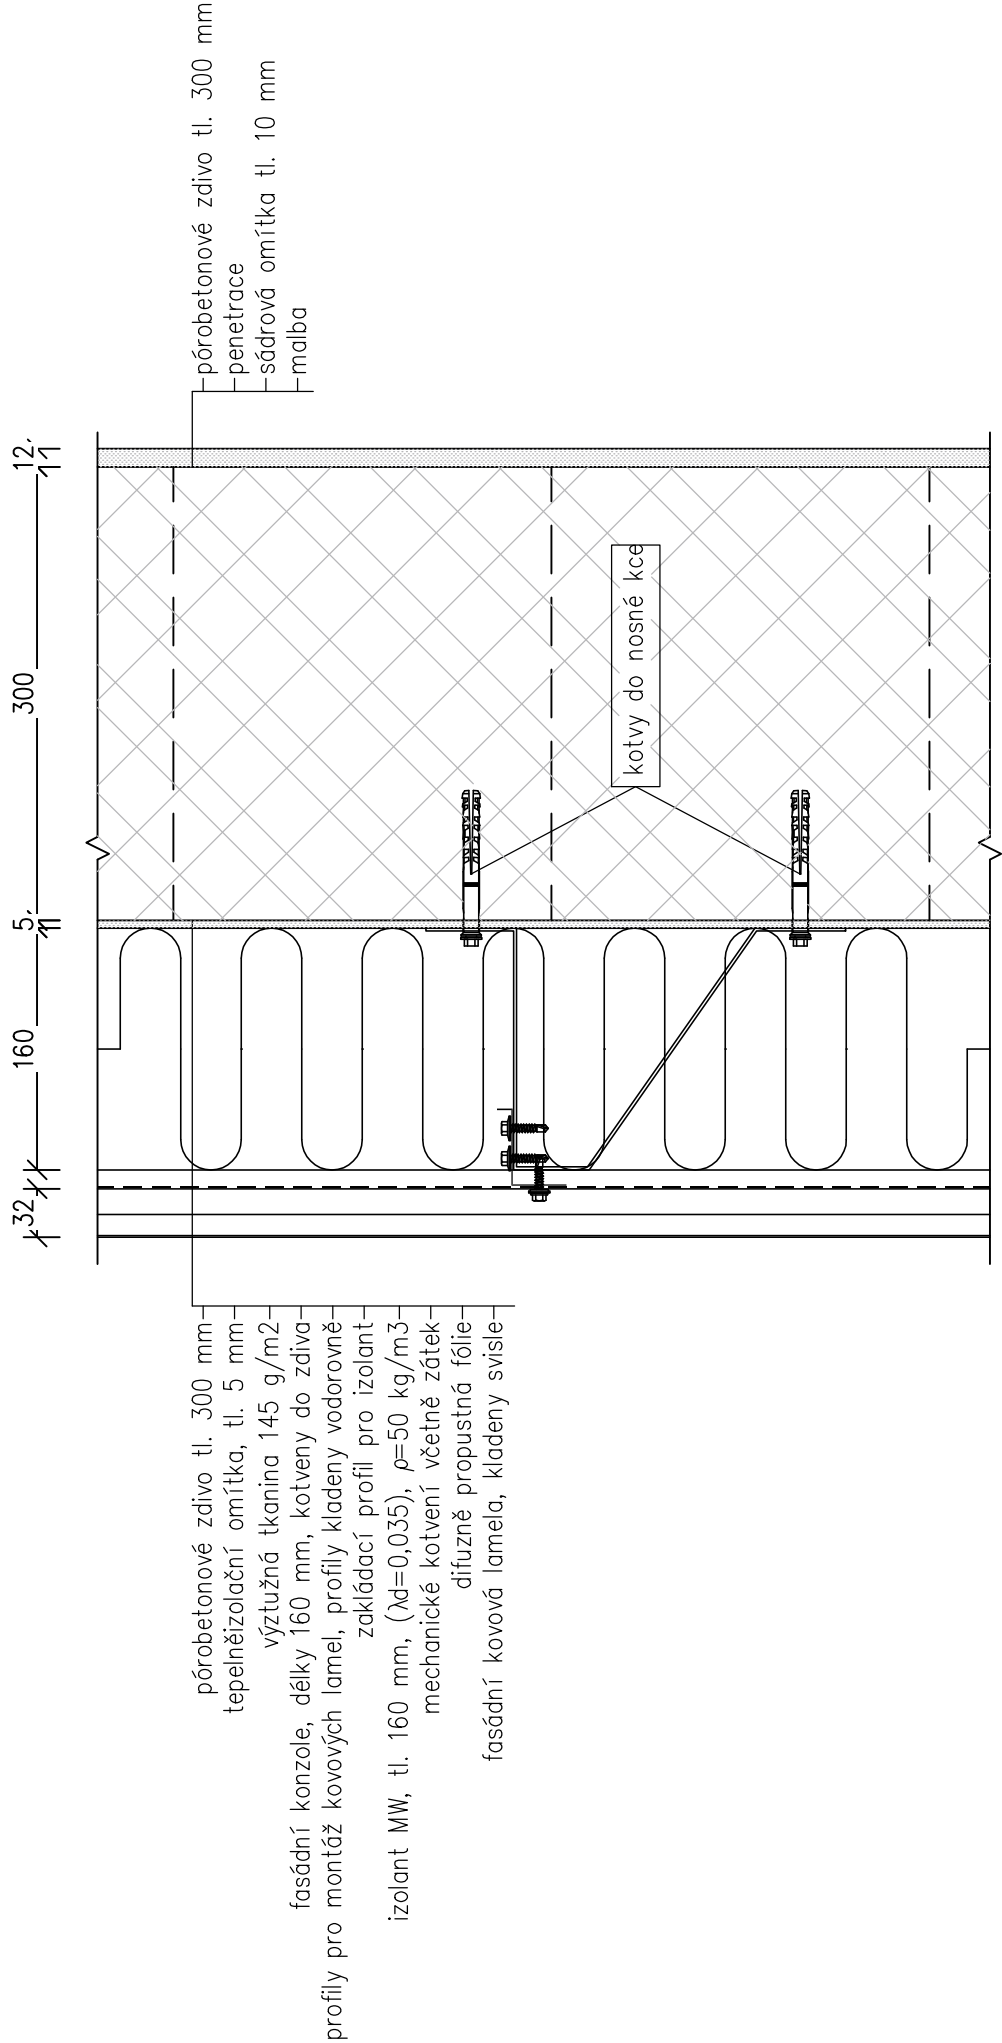 pórobetonové zdivo tl. 300 mm
tepelněizolační omítka, tl. 5 mm
výztužná tkanina 145 g/m2
fasádní konzole, délky 160 mm, kotveny do zdiva
profily pro montáž kovových lamel, profily kladeny vodorovně
zakládací profil pro izolant
izolant MW, tl. 160 mm, (λd=0,035), ρ=50 kg/m3
mechanické kotvení včetně zátek
difuzně propustná fólie
fasádní kovová lamela, kladeny svisle
32
160
5
300
12
kotvy do nosné kce
pórobetonové zdivo tl. 300 mm
penetrace
sádrová omítka tl. 10 mm
malba